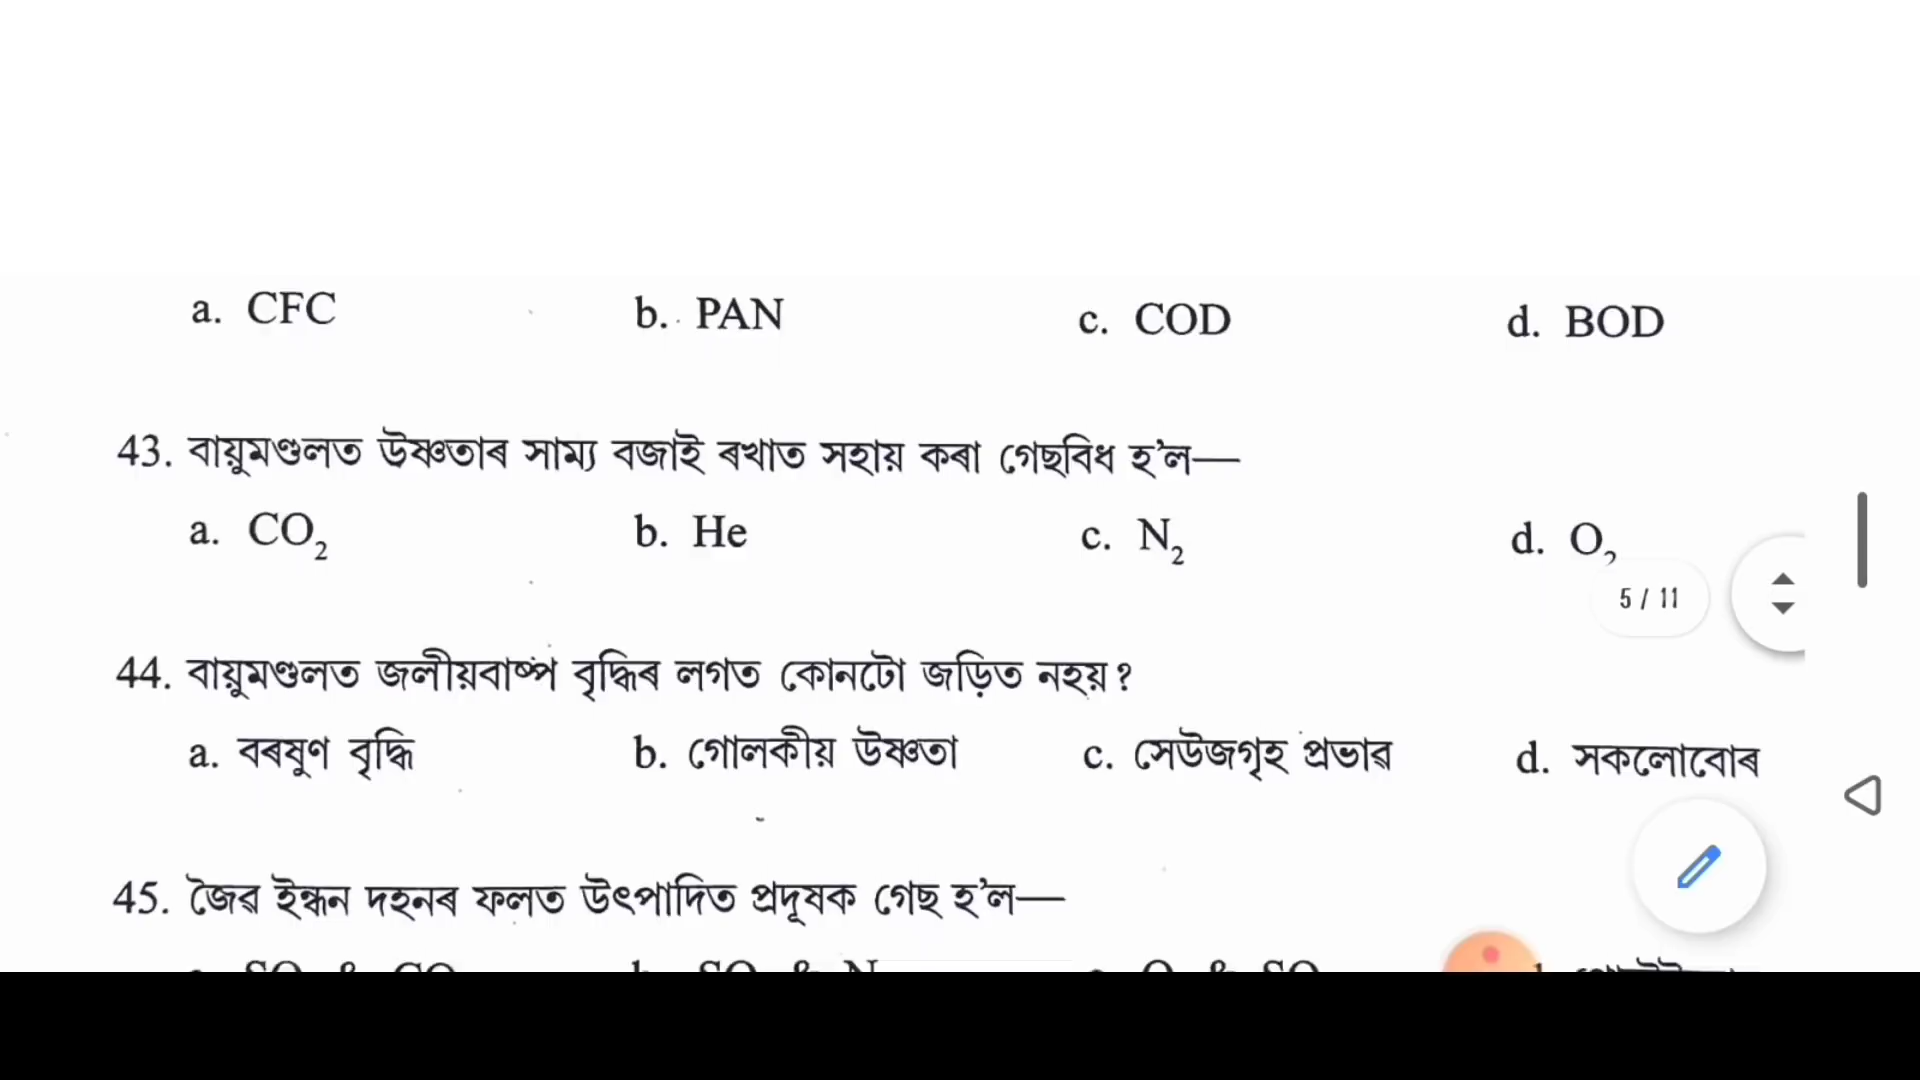 a. CFC b. PAN c. COD d. BOD
43. বায়ুমণ্ডলত উষ্ণতাৰ সাম্য বজাই ৰখাত সহায় কৰা গেছবিধ হ’ল—
a. CO₂ b. He c. N₂ d. O₂
5 / 11
44. বায়ুমণ্ডলত জলীয়বাষ্প বৃদ্ধিৰ লগত কোনটো জড়িত নহয়?
a. বৰষুণ বৃদ্ধি b. গোলকীয় উষ্ণতা c. সেউজগৃহ প্ৰভাৱ d. সকলোবোৰ
45. জৈৱ ইন্ধন দহনৰ ফলত উৎপাদিত প্ৰদূষক গেছ হ’ল—